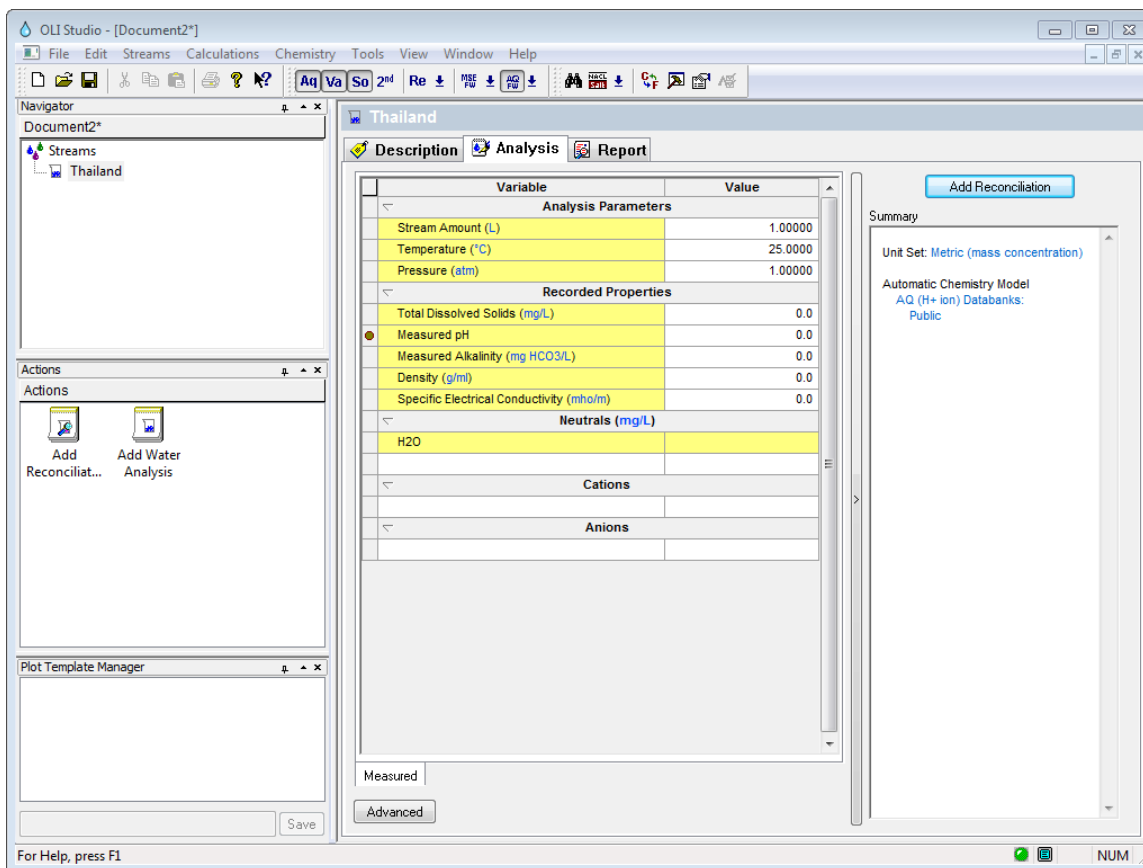 OLI Studio - [Document2*]
File Edit Streams Calculations Chemistry Tools View Window Help
Aq Va So 2nd Re MSE FW AQ FW NACL
Navigator
Document2*
Streams
Thailand
Actions
Actions
Add Reconciliat...
Add Water Analysis
Plot Template Manager
Save
Thailand
Description Analysis Report
Variable Value
Analysis Parameters
Stream Amount (L) 1.00000
Temperature (°C) 25.0000
Pressure (atm) 1.00000
Recorded Properties
Total Dissolved Solids (mg/L) 0.0
Measured pH 0.0
Measured Alkalinity (mg HCO3/L) 0.0
Density (g/ml) 0.0
Specific Electrical Conductivity (mho/m) 0.0
Neutrals (mg/L)
H2O
Cations
Anions
Measured
Advanced
Add Reconciliation
Summary
Unit Set: Metric (mass concentration)
Automatic Chemistry Model
AQ (H+ ion) Databanks:
Public
For Help, press F1
NUM